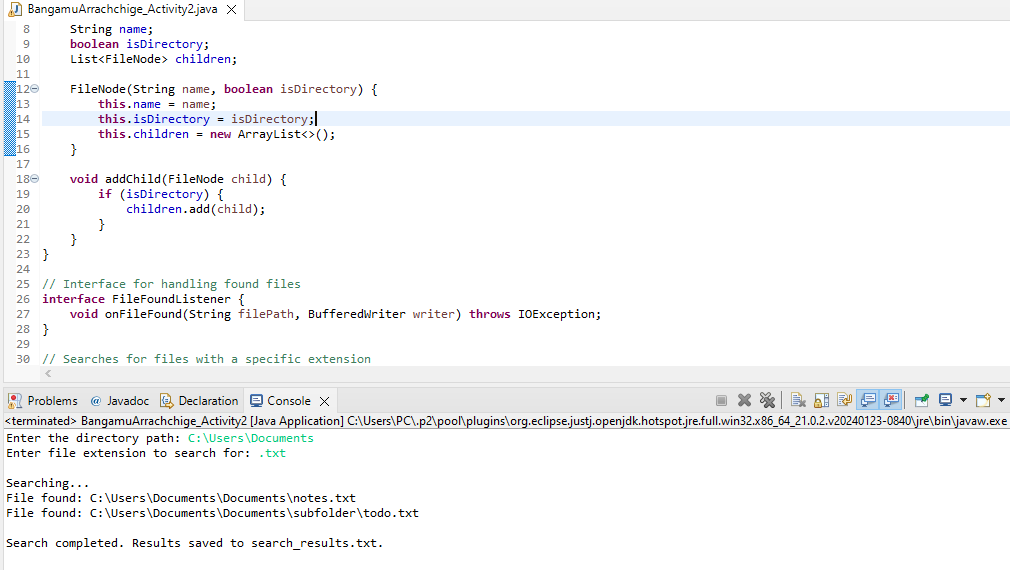 BangamuArrachchige_Activity2.java
8 String name;
9 boolean isDirectory;
10 List<FileNode> children;
11
12 FileNode(String name, boolean isDirectory) {
13 this.name = name;
14 this.isDirectory = isDirectory;
15 this.children = new ArrayList<>();
16 }
17
18 void addChild(FileNode child) {
19 if (isDirectory) {
20 children.add(child);
21 }
22 }
23 }
24
25 // Interface for handling found files
26 interface FileFoundListener {
27 void onFileFound(String filePath, BufferedWriter writer) throws IOException;
28 }
29
30 // Searches for files with a specific extension
Problems @ Javadoc Declaration Console
<terminated> BangamuArrachchige_Activity2 [Java Application] C:\Users\PC\.p2\pool\plugins\org.eclipse.justj.openjdk.hotspot.jre.full.win32.x86_64_21.0.2.v20240123-0840\jre\bin\javaw.exe
Enter the directory path: C:\Users\Documents
Enter file extension to search for: .txt
Searching...
File found: C:\Users\Documents\Documents\notes.txt
File found: C:\Users\Documents\Documents\subfolder\todo.txt
Search completed. Results saved to search_results.txt.